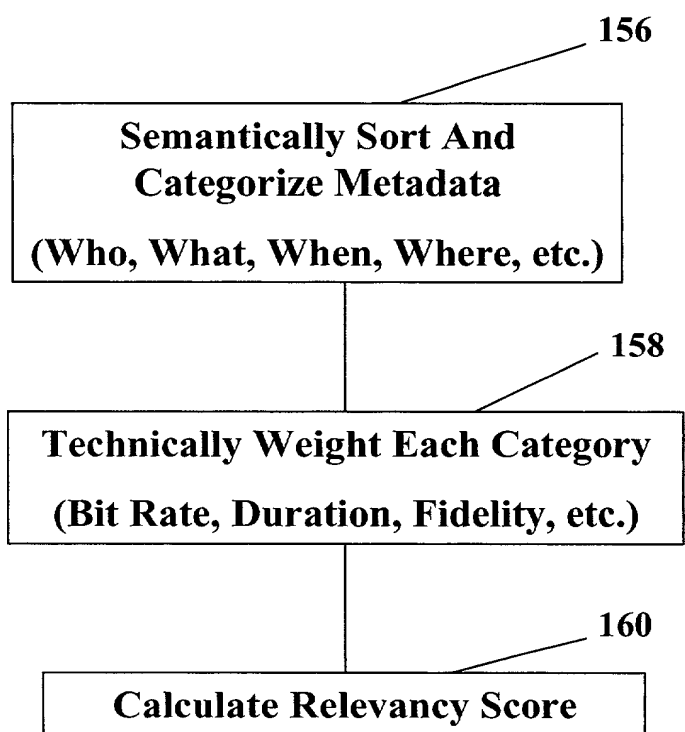 156
Semantically Sort And
Categorize Metadata
(Who, What, When, Where, etc.)
158
Technically Weight Each Category
(Bit Rate, Duration, Fidelity, etc.)
160
Calculate Relevancy Score